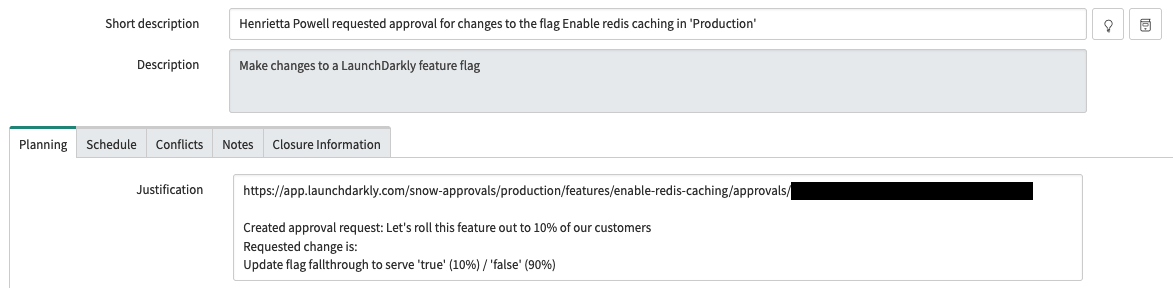 Short description
Henrietta Powell requested approval for changes to the flag Enable redis caching in 'Production'
Description
Make changes to a LaunchDarkly feature flag
Planning
Schedule
Conflicts
Notes
Closure Information
Justification
https://app.launchdarkly.com/snow-approvals/production/features/enable-redis-caching/approvals/
Created approval request: Let's roll this feature out to 10% of our customers
Requested change is:
Update flag fallthrough to serve 'true' (10%) / 'false' (90%)